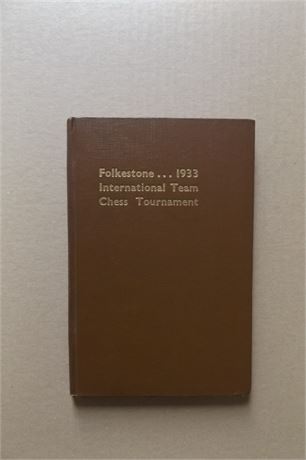 Folkestone... 1933
International Team
Chess Tournament